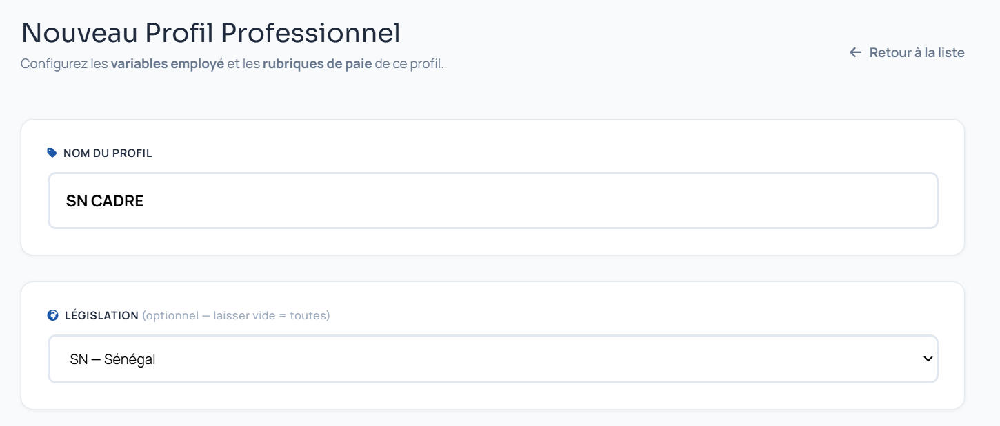 Nouveau Profil Professionnel
Configurez les variables employé et les rubriques de paie de ce profil.
Retour à la liste
NOM DU PROFIL
SN CADRE
LÉGISLATION (optionnel — laisser vide = toutes)
SN — Sénégal